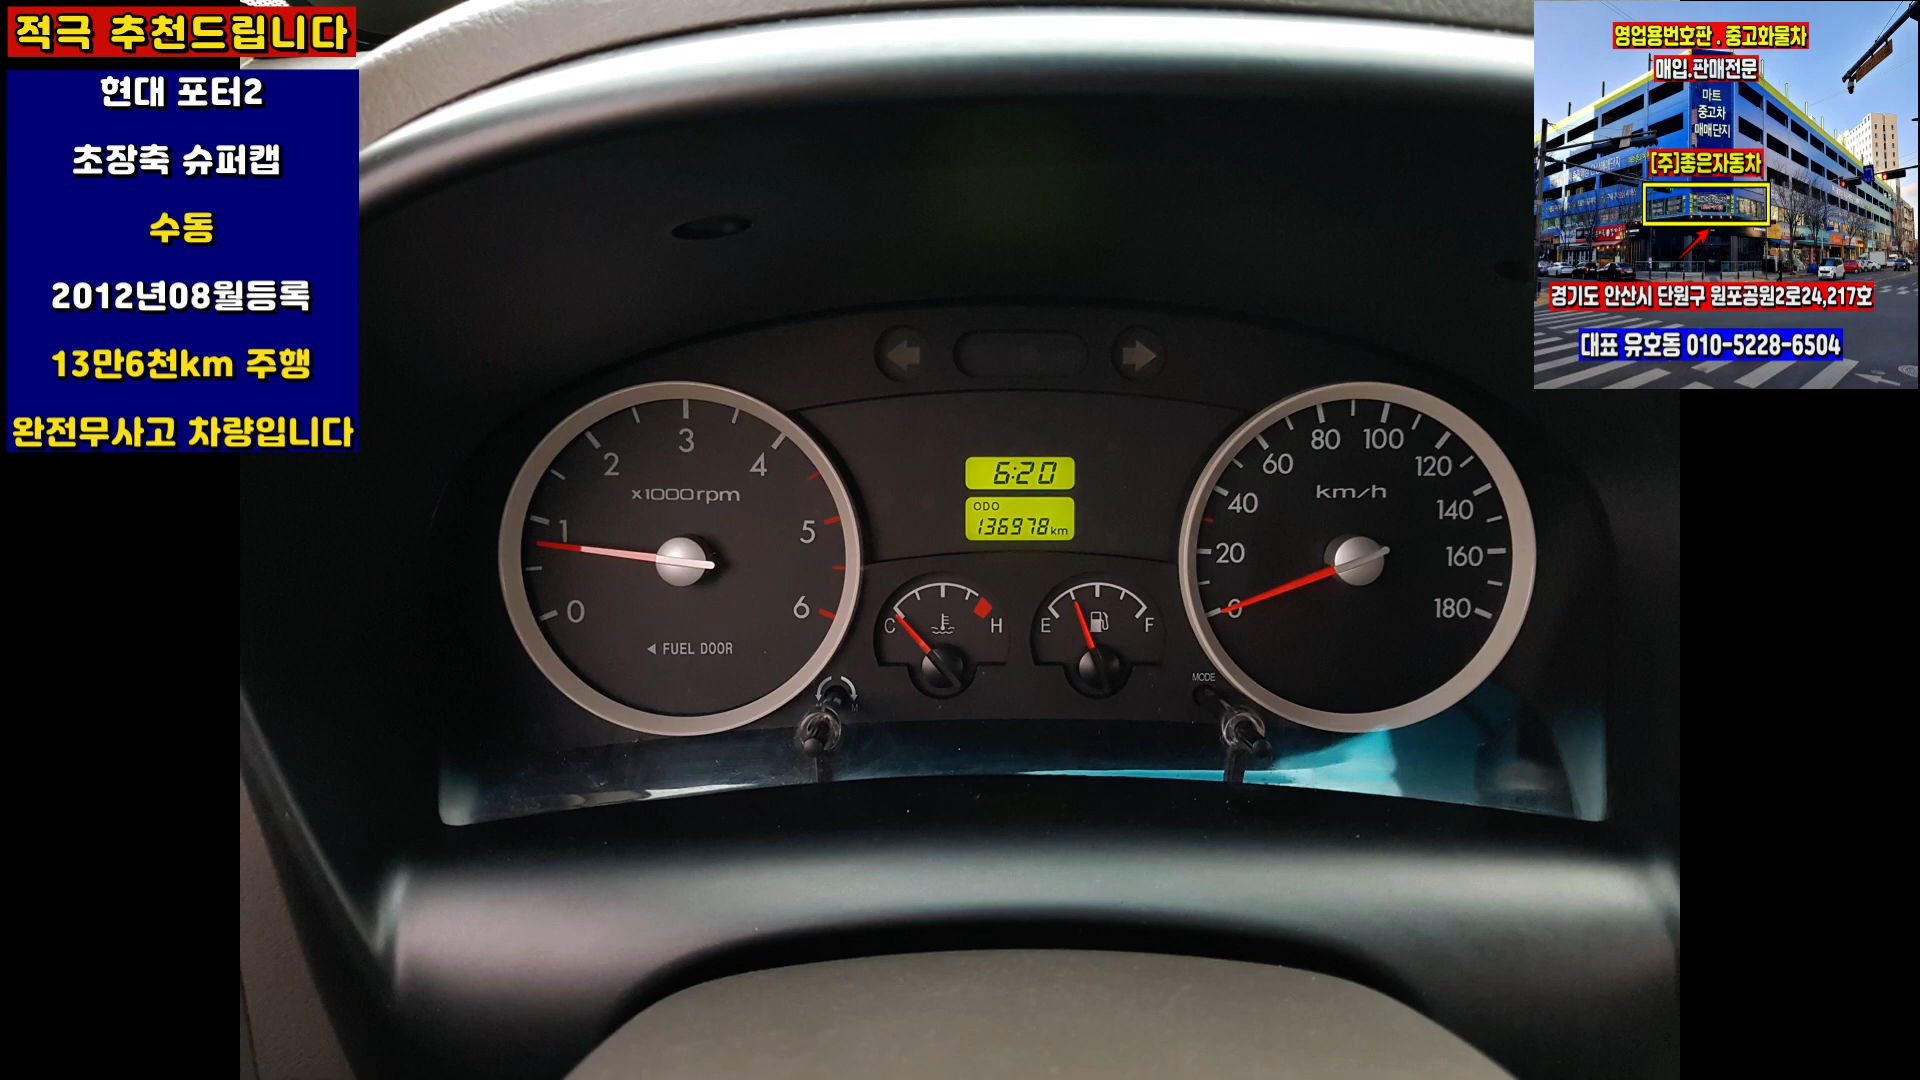 적극 추천드립니다
현대 포터2
초장축 슈퍼캡
수동
2012년08월등록
13만6천km 주행
완전무사고 차량입니다
영업용번호판 . 중고화물차
매입.판매전문
마트
중고차
매매단지
[주]좋은자동차
경기도 안산시 단원구 원포공원2로24,217호
대표 유호동 010-5228-6504
0 1 2 3 4 5 6
x1000rpm
FUEL DOOR
6:20
ODO
136978km
C H
E F
MODE
0 20 40 60 80 100 120 140 160 180
km/h